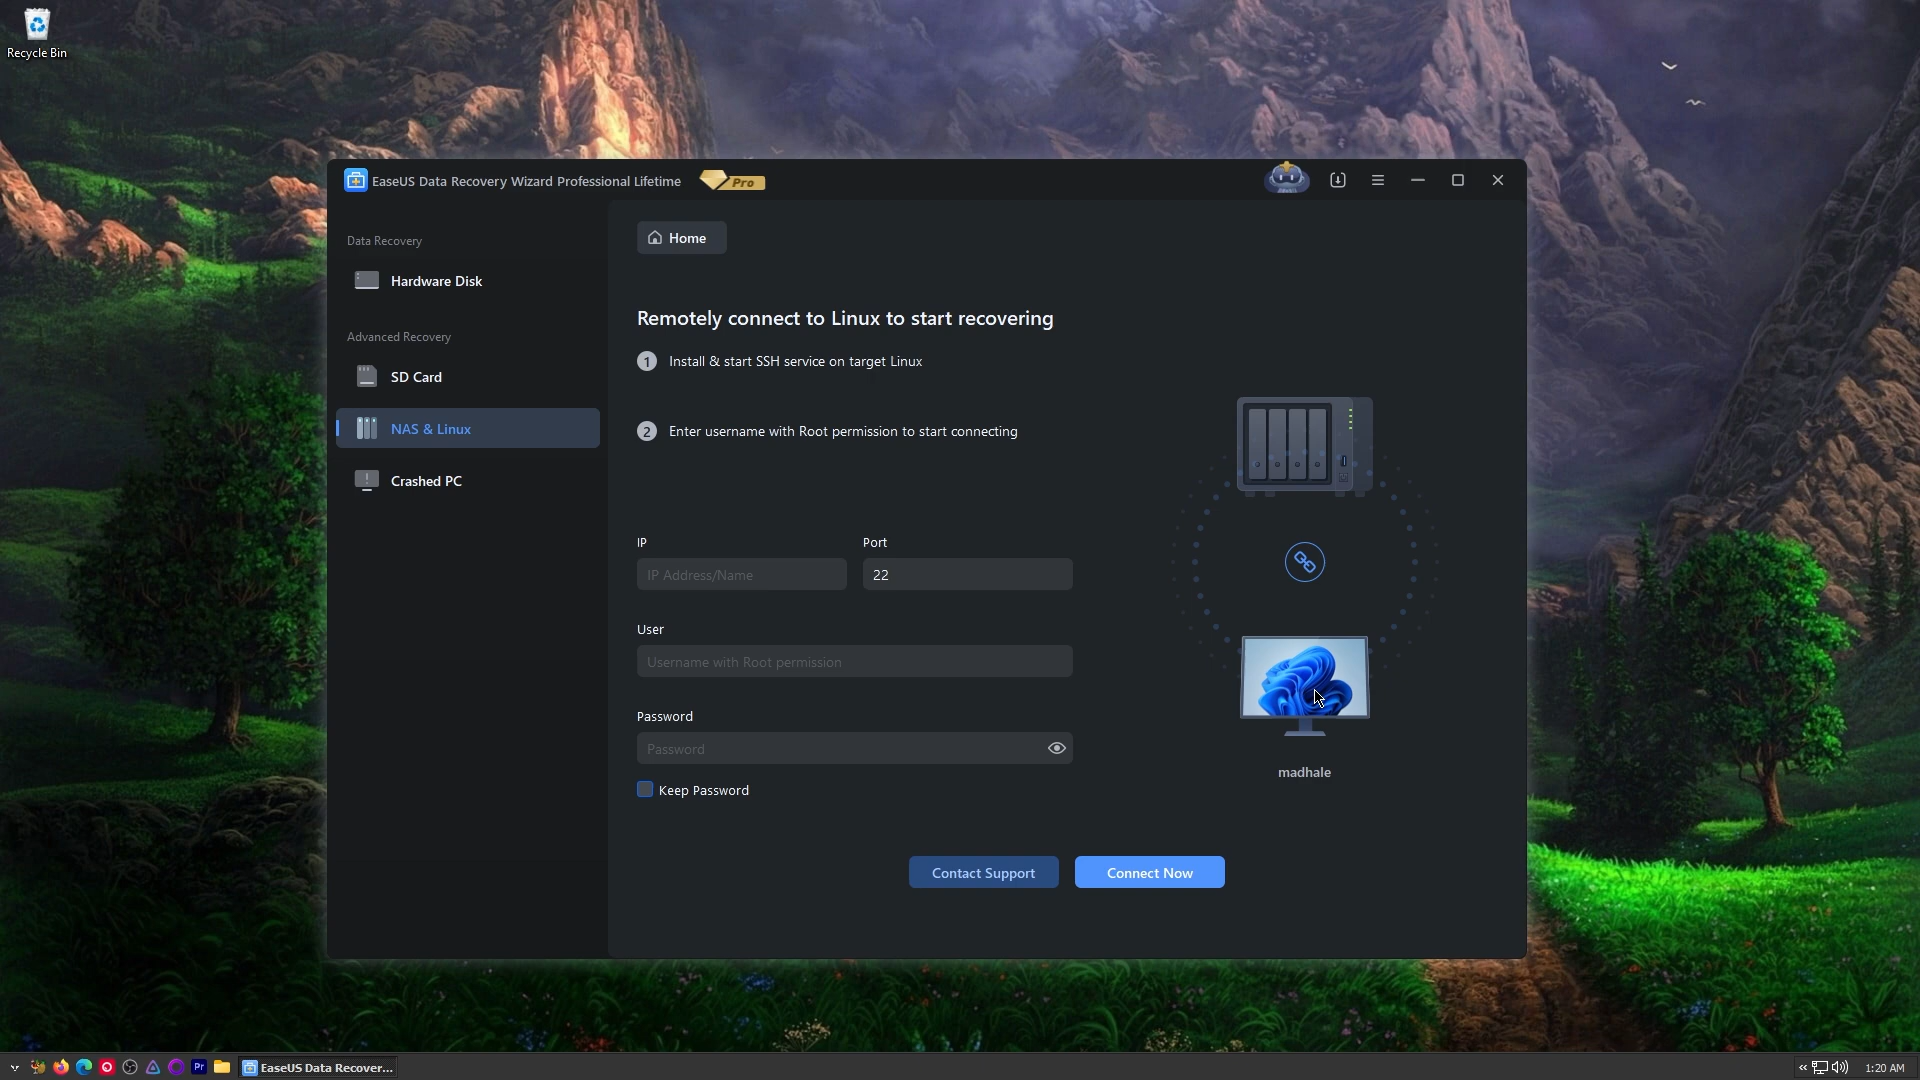 Recycle Bin
EaseUS Data Recovery Wizard Professional Lifetime
Pro
Data Recovery
Hardware Disk
Advanced Recovery
SD Card
NAS & Linux
Crashed PC
Home
Remotely connect to Linux to start recovering
1 Install & start SSH service on target Linux
2 Enter username with Root permission to start connecting
IP Port
IP Address/Name 22
User
Username with Root permission
Password
Password
Keep Password
madhale
Contact Support Connect Now
Pr
EaseUS Data Recover...
1:20 AM